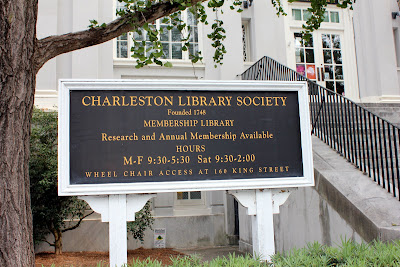 CHARLESTON LIBRARY SOCIETY
Founded 1748
MEMBERSHIP LIBRARY
Research and Annual Membership Available
HOURS
M-F 9:30-5:30 Sat 9:30-2:00
WHEEL CHAIR ACCESS AT 160 KING STREET